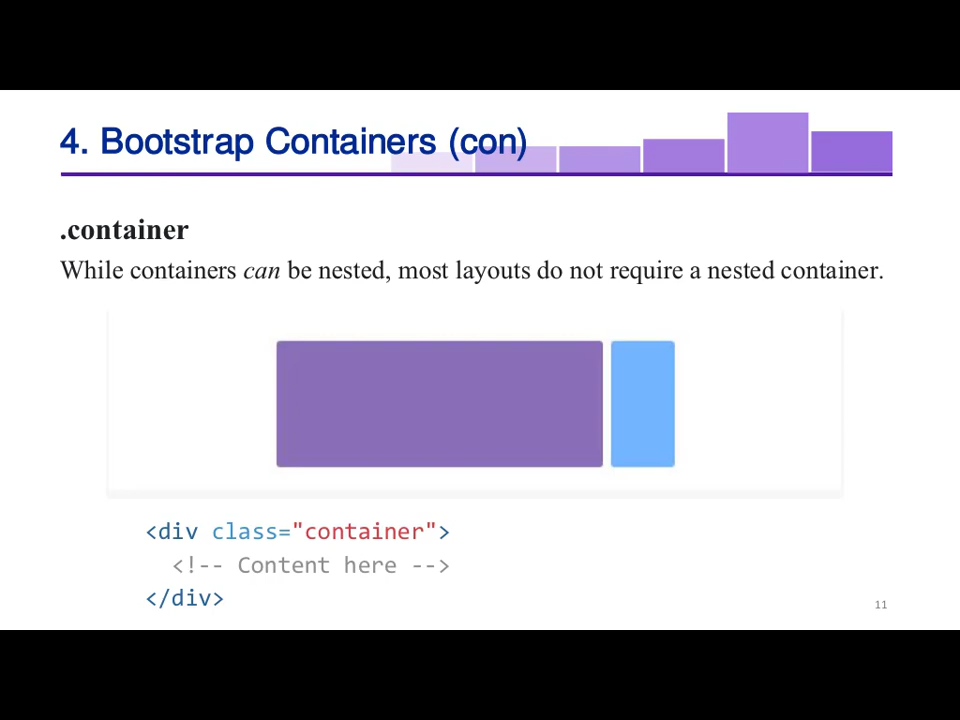 4. Bootstrap Containers (con)
.container
While containers can be nested, most layouts do not require a nested container.
<div class="container">
<!-- Content here -->
</div>
11